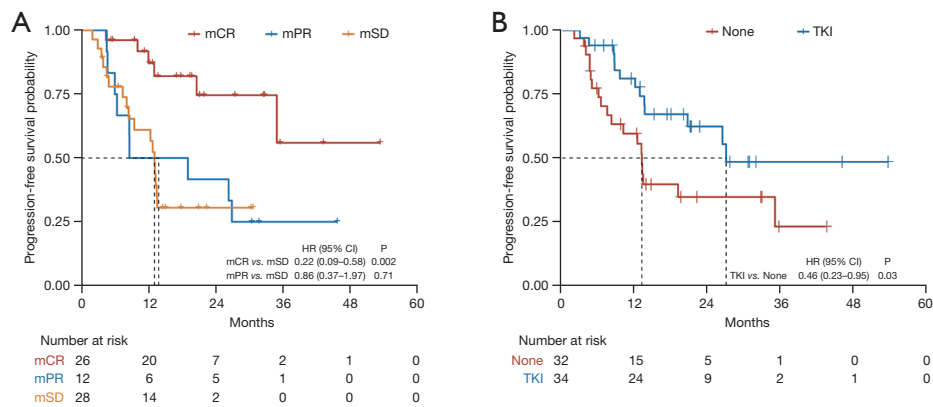 A
mCR mPR mSD
Progression-free survival probability
1.00
0.75
0.50
0.25
0
HR (95% CI) P
mCR vs. mSD 0.22 (0.09–0.58) 0.002
mPR vs. mSD 0.86 (0.37–1.97) 0.71
0 12 24 36 48 60
Months
Number at risk
mCR 26 20 7 2 1 0
mPR 12 6 5 1 0 0
mSD 28 14 2 0 0 0
B
None TKI
Progression-free survival probability
1.00
0.75
0.50
0.25
0
HR (95% CI) P
TKI vs. None 0.46 (0.23–0.95) 0.03
0 12 24 36 48 60
Months
Number at risk
None 32 15 5 1 0 0
TKI 34 24 9 2 1 0